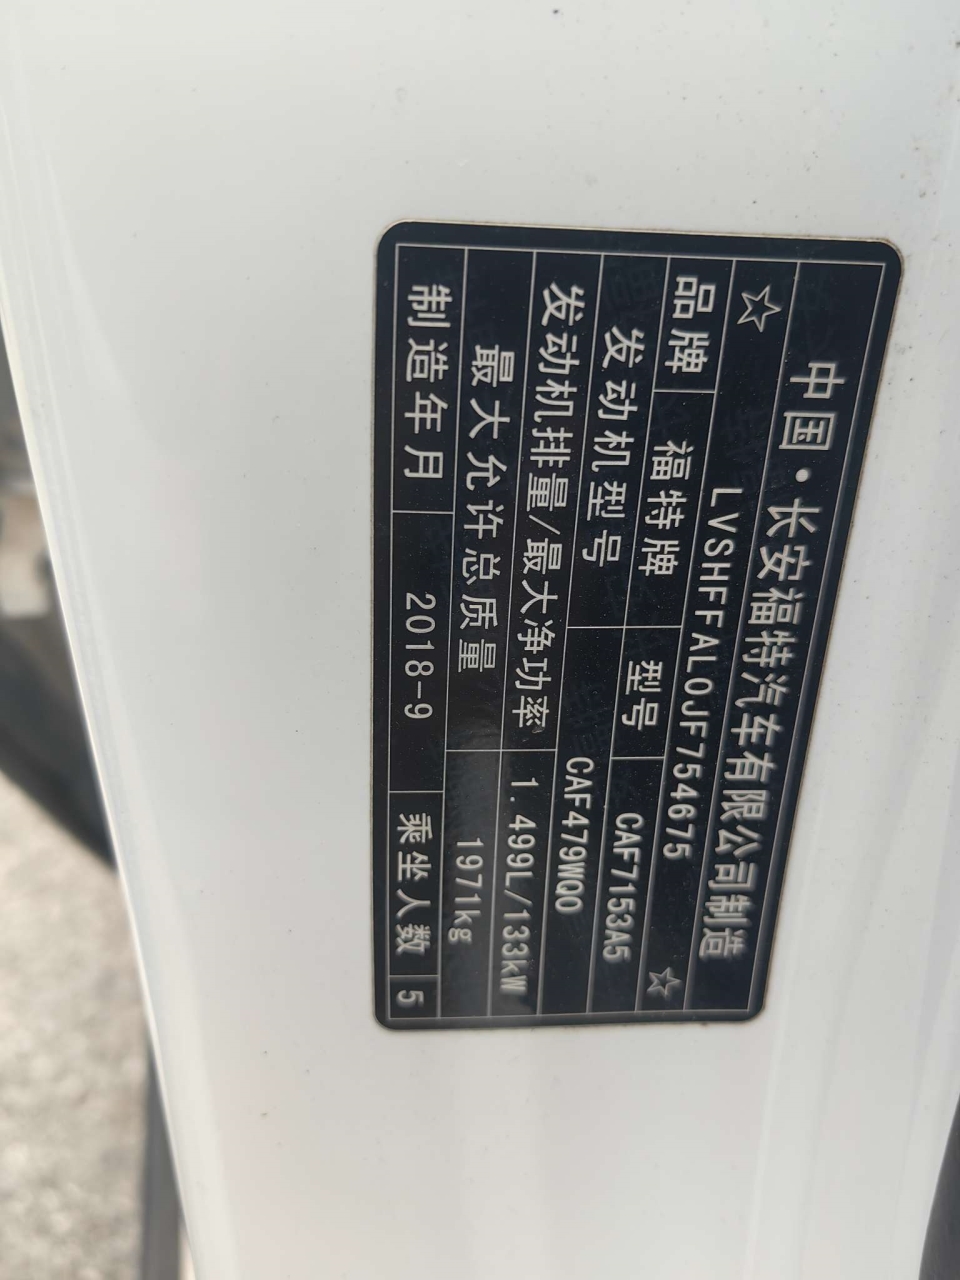 中国·长安福特汽车有限公司制造
☆ LVSHFFAL0JF754675 ☆
品牌 福特牌 型号 CAF7153A5
发动机型号 CAF479WQ0
发动机排量/最大净功率 1.499L/133kW
最大允许总质量 1971kg
制造年月 2018-9 乘坐人数 5